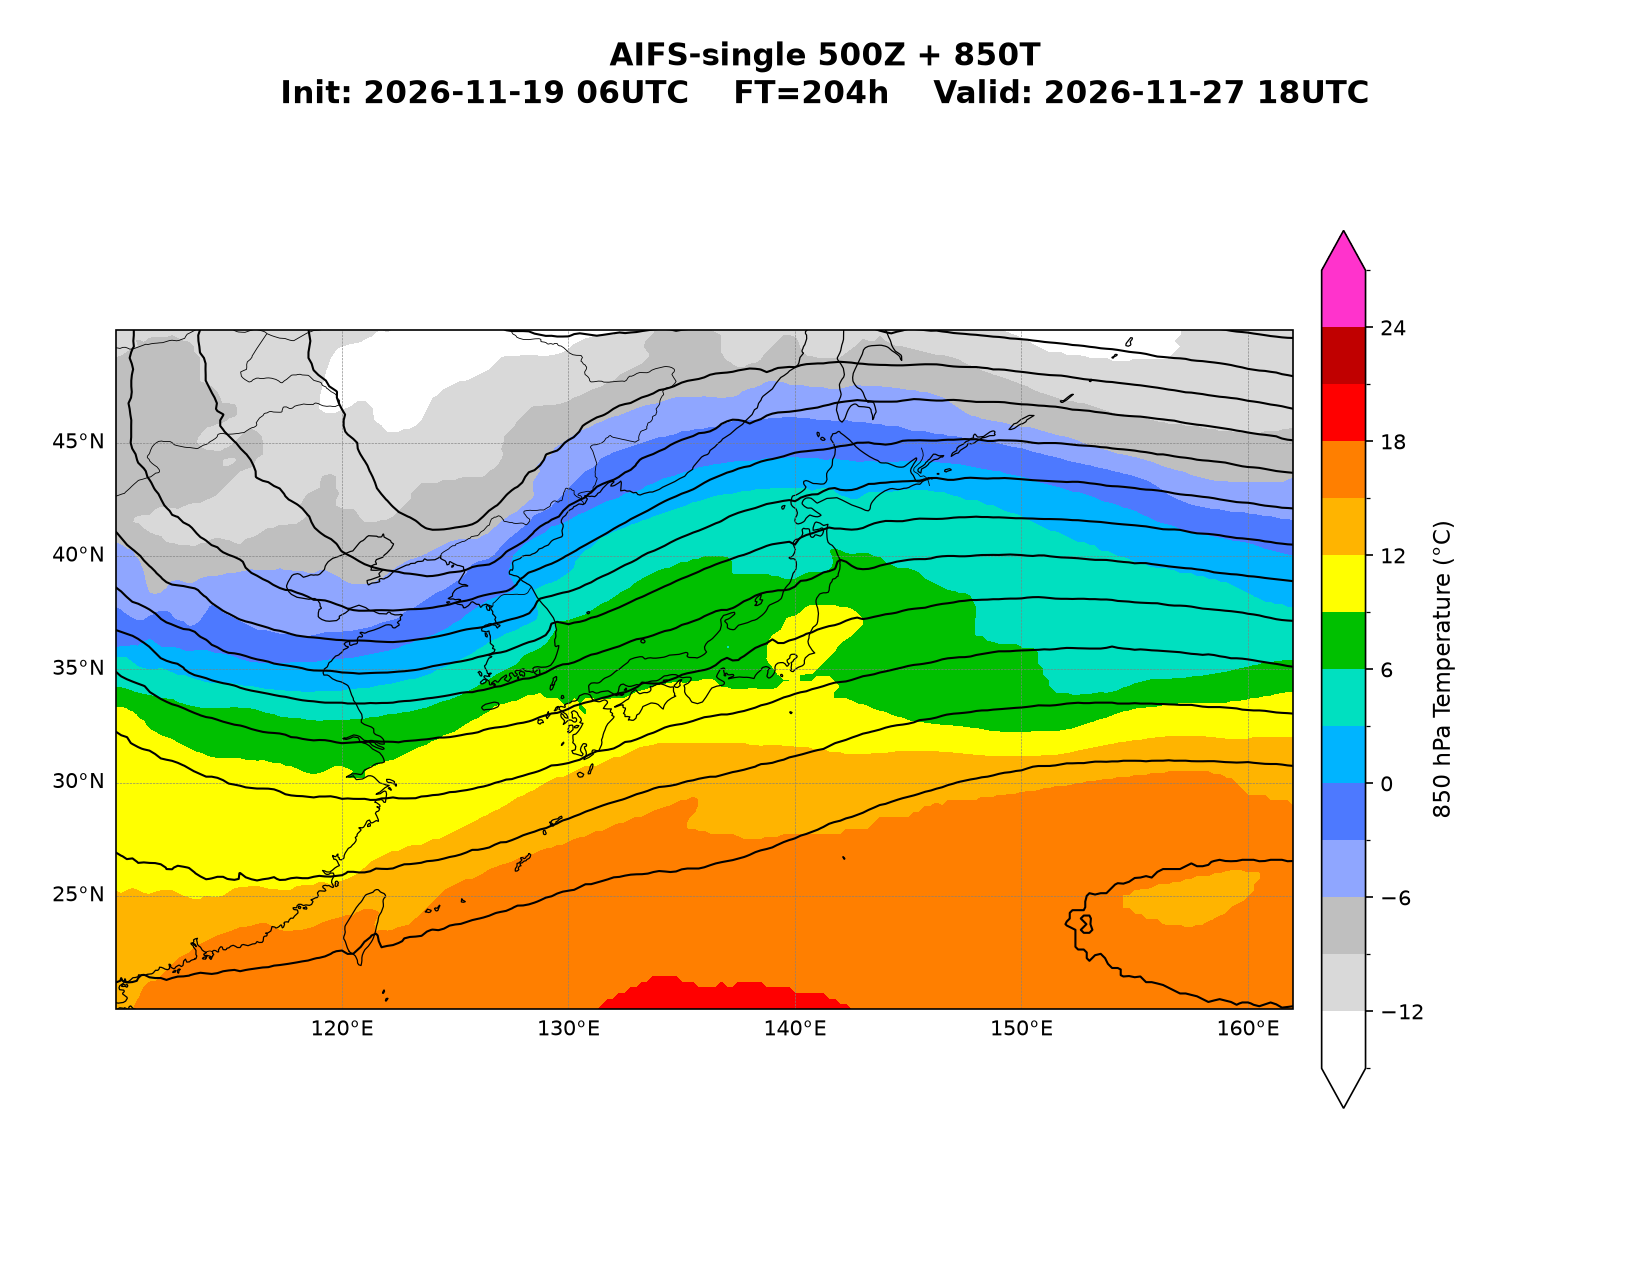 AIFS-single 500Z + 850T
Init: 2026-11-19 06UTC FT=204h Valid: 2026-11-27 18UTC
45°N
40°N
35°N
30°N
25°N
120°E
130°E
140°E
150°E
160°E
24
18
12
6
0
−6
−12
850 hPa Temperature (°C)